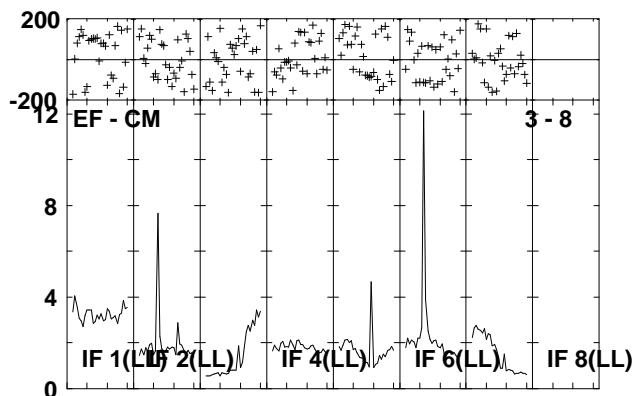 200
-200
12
EF - CM
3 - 8
8
4
IF 1(LL)
IF 2(LL)
IF 4(LL)
IF 6(LL)
IF 8(LL)
0